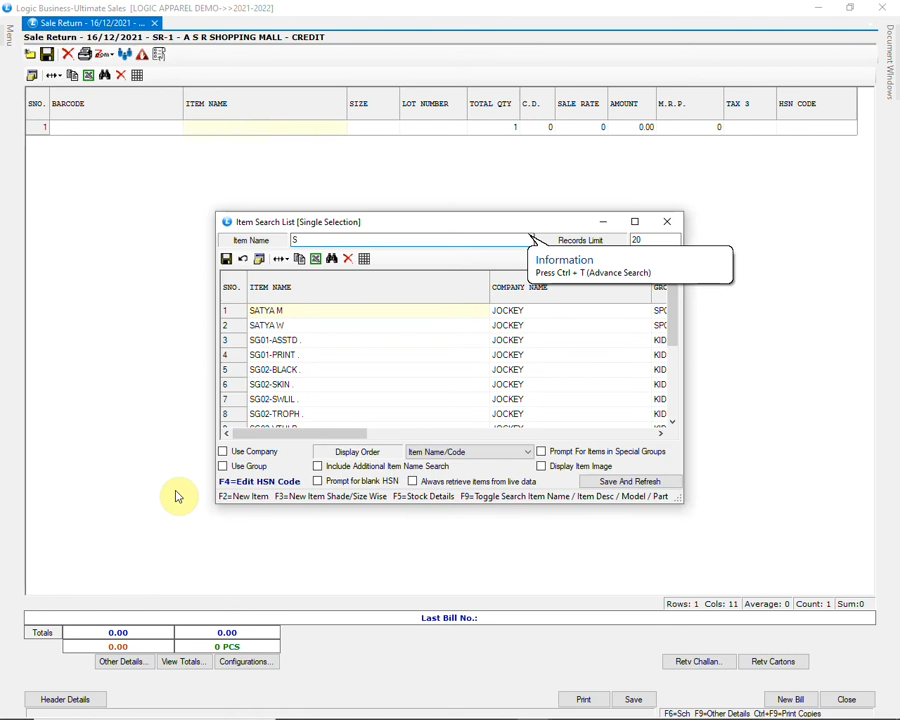 Logic Business-Ultimate Sales [LOGIC APPAREL DEMO->>2021-2022]
Menu
Sale Return - 16/12/2021 - ...
Document Windows
Sale Return - 16/12/2021 - SR-1 - A S R SHOPPING MALL - CREDIT
SNO. BARCODE ITEM NAME SIZE LOT NUMBER TOTAL QTY C.D. SALE RATE AMOUNT M.R.P. TAX 3 HSN CODE
1 1 0 0 0.00 0
Item Search List [Single Selection]
Item Name S Records Limit 20
Information
Press Ctrl + T (Advance Search)
SNO. ITEM NAME COMPANY NAME
1 SATYA M JOCKEY SPO
2 SATYA W JOCKEY SPO
3 SG01-ASSTD . JOCKEY KID
4 SG01-PRINT . JOCKEY KID
5 SG02-BLACK . JOCKEY KID
6 SG02-SKIN . JOCKEY KID
7 SG02-SWLIL . JOCKEY KID
8 SG02-TROPH . JOCKEY KID
Use Company Display Order Item Name/Code Prompt For Items in Special Groups
Use Group Include Additional Item Name Search Display Item Image
F4=Edit HSN Code Prompt for blank HSN Always retrieve items from live data Save And Refresh
F2=New Item F3=New Item Shade/Size Wise F5=Stock Details F9=Toggle Search Item Name / Item Desc / Model / Part
Rows: 1 Cols: 11 Average: 0 Count: 1 Sum:0
Last Bill No.:
Totals 0.00 0.00
0.00 0 PCS
Other Details... View Totals... Configurations... Retv Challan.. Retv Cartons
Header Details Print Save New Bill Close
F6=Sch F9=Other Details Ctrl+F9=Print Copies